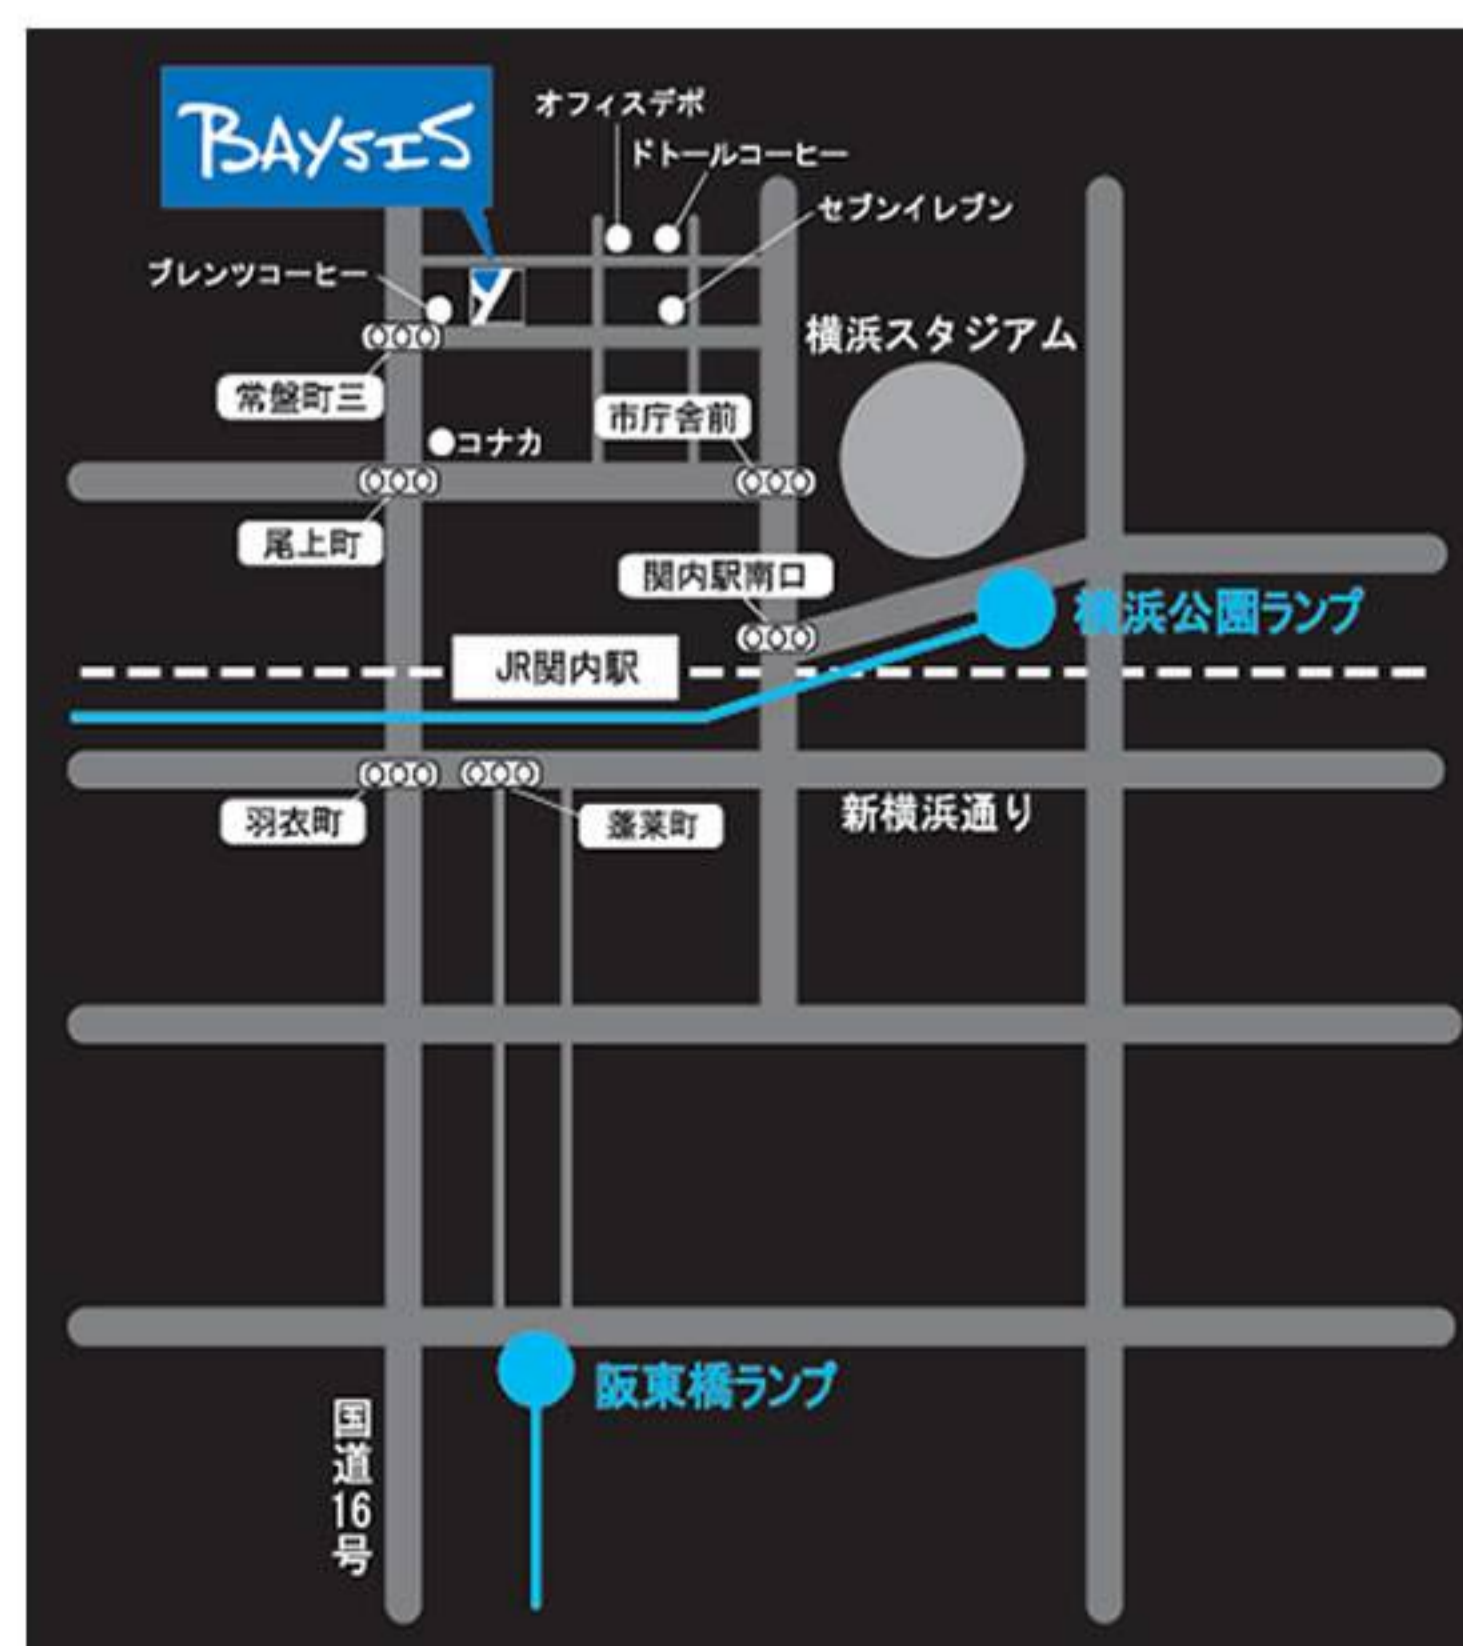 BAYSIS
オフィスデポ
ドトールコーヒー
セブンイレブン
ブレンツコーヒー
横浜スタジアム
常盤町三
市庁舎前
コナカ
尾上町
関内駅南口
横浜公園ランプ
JR関内駅
羽衣町
蓬莱町
新横浜通り
阪東橋ランプ
国道16号